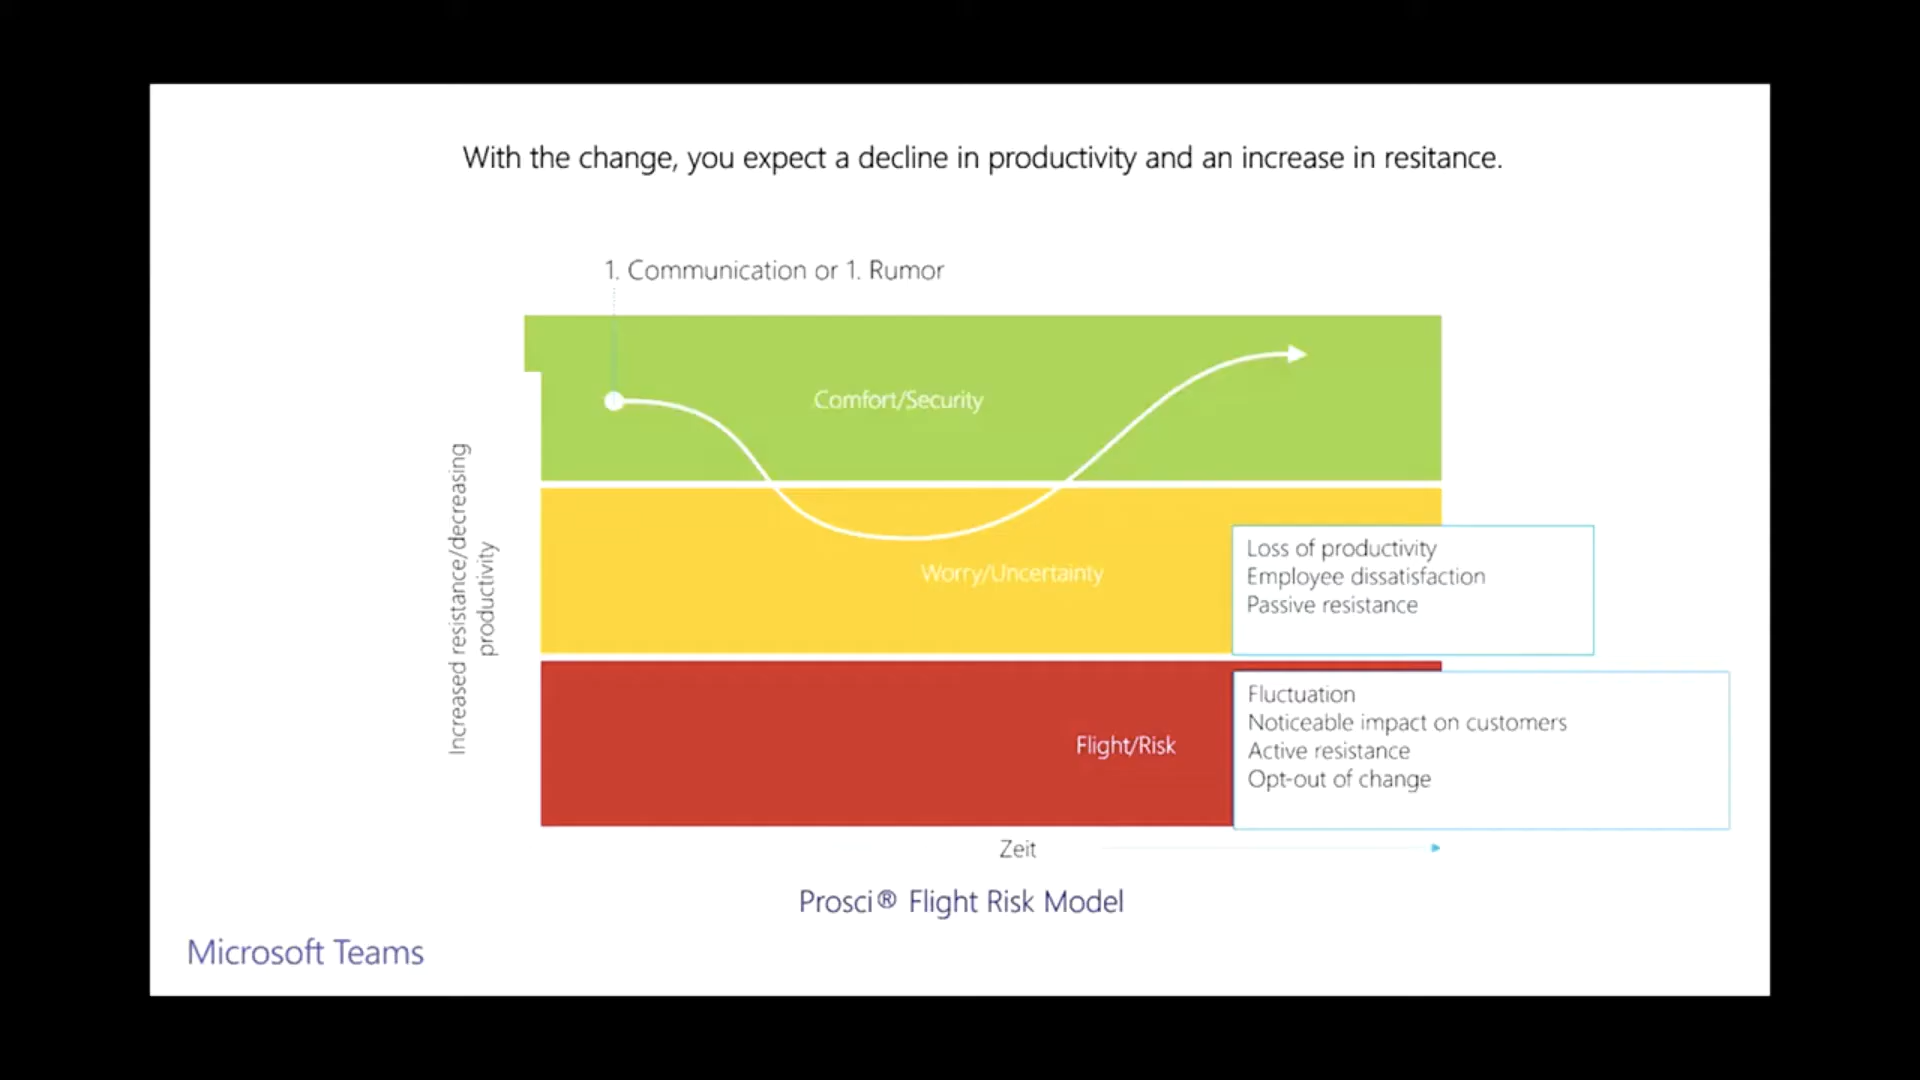 With the change, you expect a decline in productivity and an increase in resitance.
1. Communication or 1. Rumor
Comfort/Security
Increased resistance/decreasing
productivity
Worry/Uncertainty
Loss of productivity
Employee dissatisfaction
Passive resistance
Flight/Risk
Fluctuation
Noticeable impact on customers
Active resistance
Opt-out of change
Zeit
Prosci® Flight Risk Model
Microsoft Teams